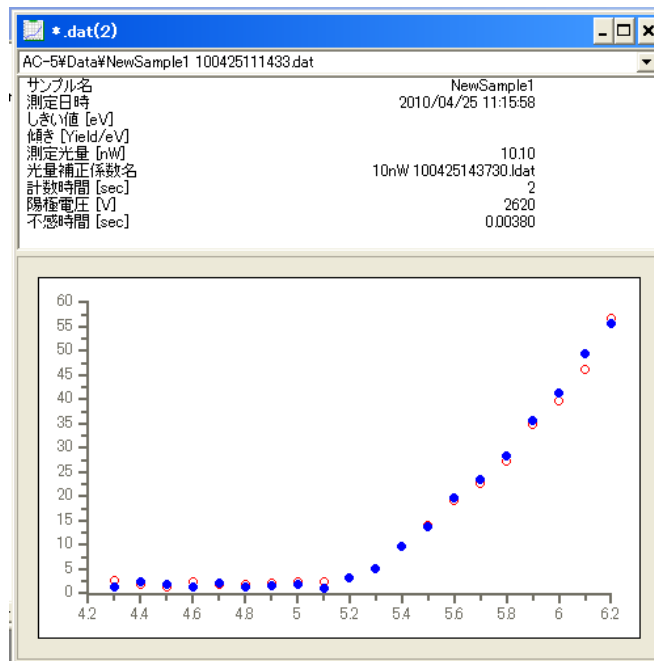 *.dat(2)
AC-5¥Data¥NewSample1 100425111433.dat
サンプル名 NewSample1
測定日時 2010/04/25 11:15:58
しきい値 [eV]
傾き [Yield/eV]
測定光量 [nW] 10.10
光量補正係数名 10nW 100425143730.ldat
計数時間 [sec] 2
陽極電圧 [V] 2620
不感時間 [sec] 0.00380
60
55
50
45
40
35
30
25
20
15
10
5
0
4.2 4.4 4.6 4.8 5 5.2 5.4 5.6 5.8 6 6.2